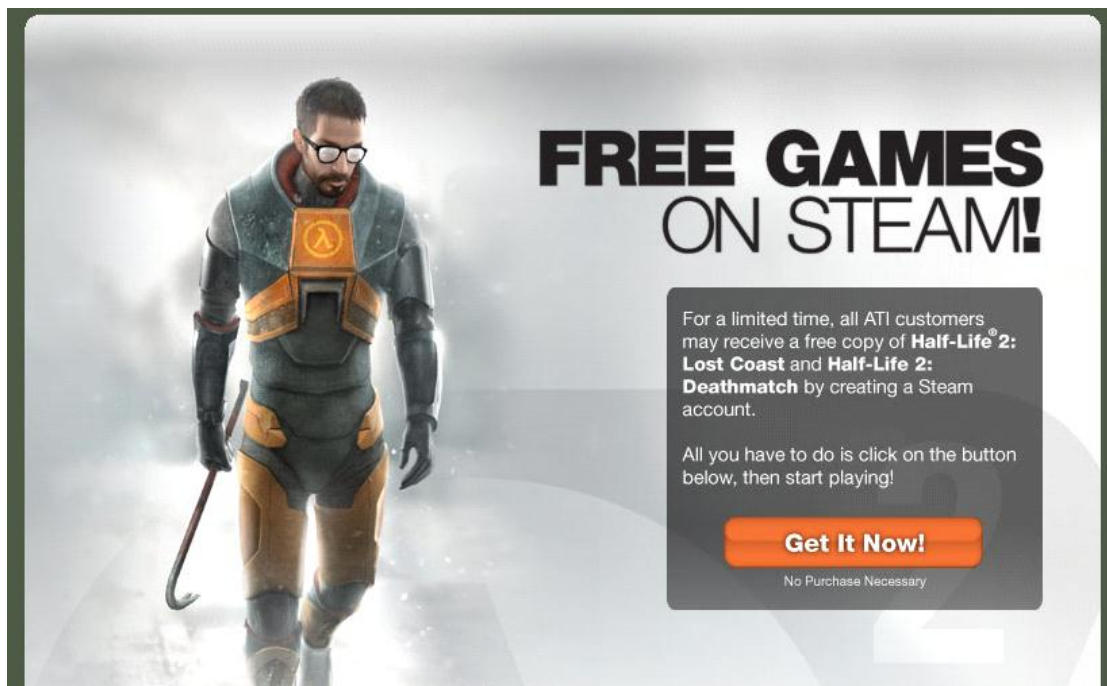 FREE GAMES
ON STEAM!
For a limited time, all ATI customers
may receive a free copy of Half-Life® 2:
Lost Coast and Half-Life 2:
Deathmatch by creating a Steam
account.
All you have to do is click on the button
below, then start playing!
Get It Now!
No Purchase Necessary
λ
2